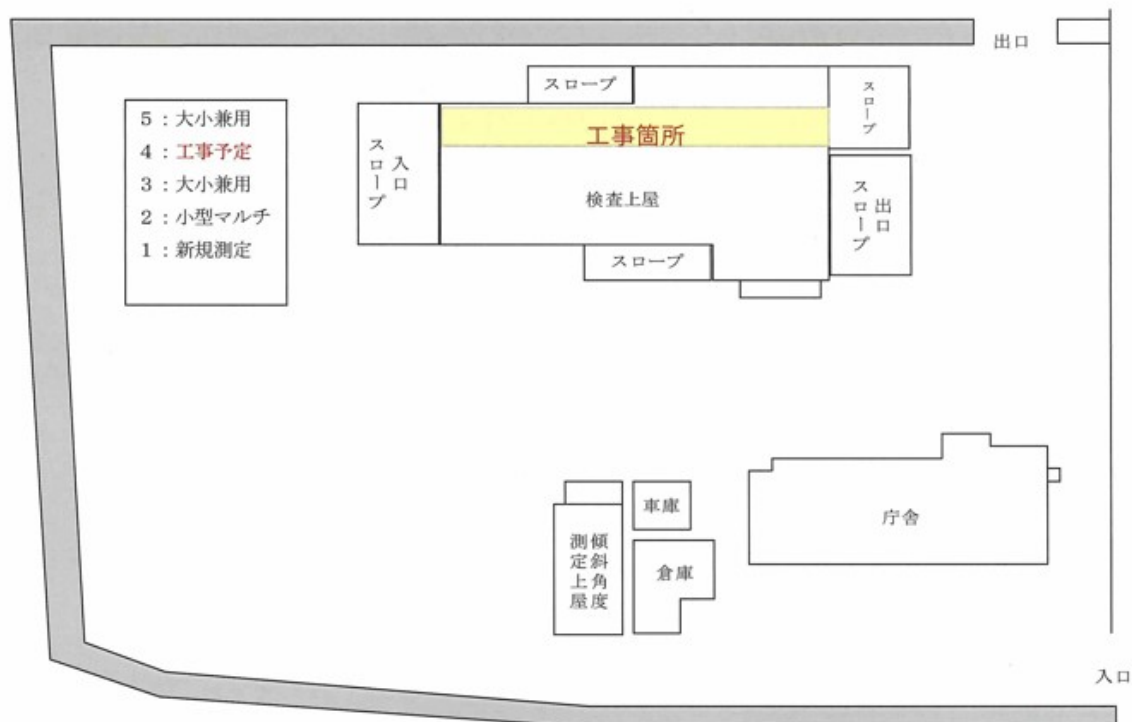 出口
スロープ
スロープ
5：大小兼用
4：工事予定
3：大小兼用
2：小型マルチ
1：新規測定
入口
スロープ
工事箇所
検査上屋
出口
スロープ
スロープ
車庫
庁舎
傾斜角度
測定上屋
倉庫
入口